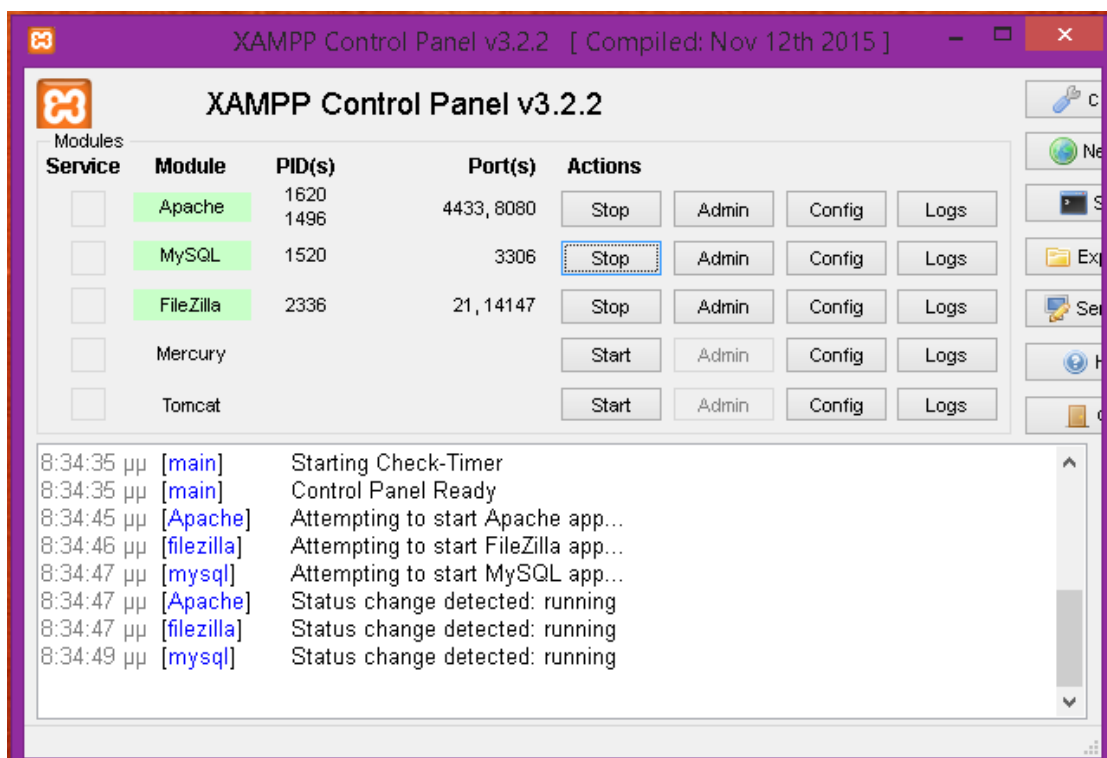 XAMPP Control Panel v3.2.2 [ Compiled: Nov 12th 2015 ]
XAMPP Control Panel v3.2.2
Modules
Service Module PID(s) Port(s) Actions
Apache 1620 1496 4433, 8080 Stop Admin Config Logs
MySQL 1520 3306 Stop Admin Config Logs
FileZilla 2336 21, 14147 Stop Admin Config Logs
Mercury Start Admin Config Logs
Tomcat Start Admin Config Logs
8:34:35 μμ [main] Starting Check-Timer
8:34:35 μμ [main] Control Panel Ready
8:34:45 μμ [Apache] Attempting to start Apache app...
8:34:46 μμ [filezilla] Attempting to start FileZilla app...
8:34:47 μμ [mysql] Attempting to start MySQL app...
8:34:47 μμ [Apache] Status change detected: running
8:34:47 μμ [filezilla] Status change detected: running
8:34:49 μμ [mysql] Status change detected: running